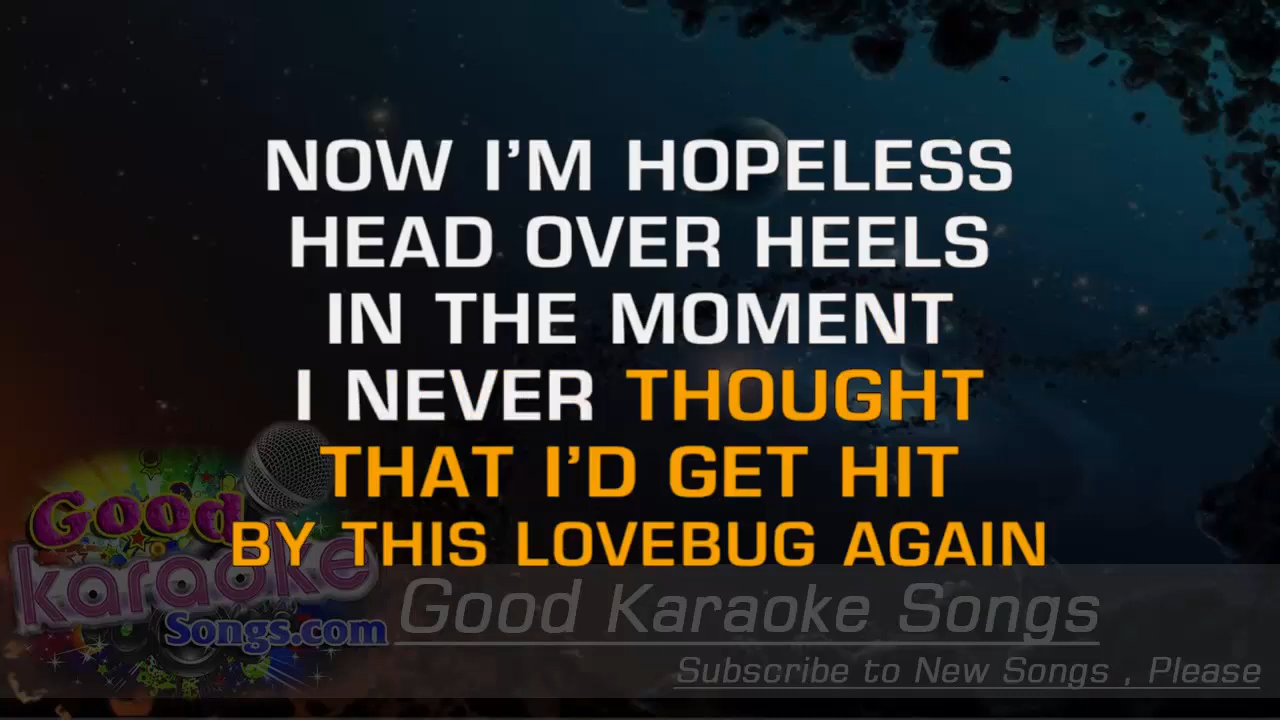 NOW I'M HOPELESS
HEAD OVER HEELS
IN THE MOMENT
I NEVER THOUGHT
THAT I'D GET HIT
BY THIS LOVEBUG AGAIN
Good
karaoke
Songs.com
Good Karaoke Songs
Subscribe to New Songs , Please